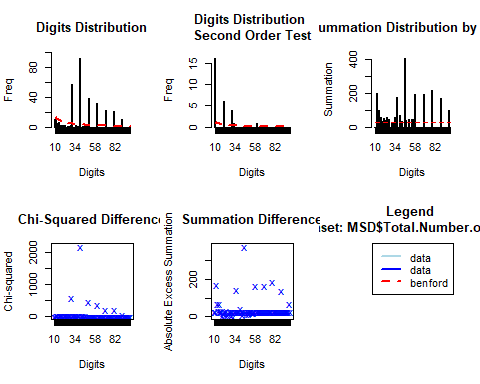 Digits Distribution
Freq
0
40
80
10 34 58 82
Digits
Digits Distribution
Second Order Test
Freq
0
5
10
15
10 34 58 82
Digits
Summation Distribution by
Summation
0
200
400
10 34 58 82
Digits
Chi-Squared Difference
Chi-squared
0
1000
2000
10 34 58 82
Digits
Summation Difference
Absolute Excess Summation
0
200
10 34 58 82
Digits
Legend
set: MSD$Total.Number.o
data
data
benford